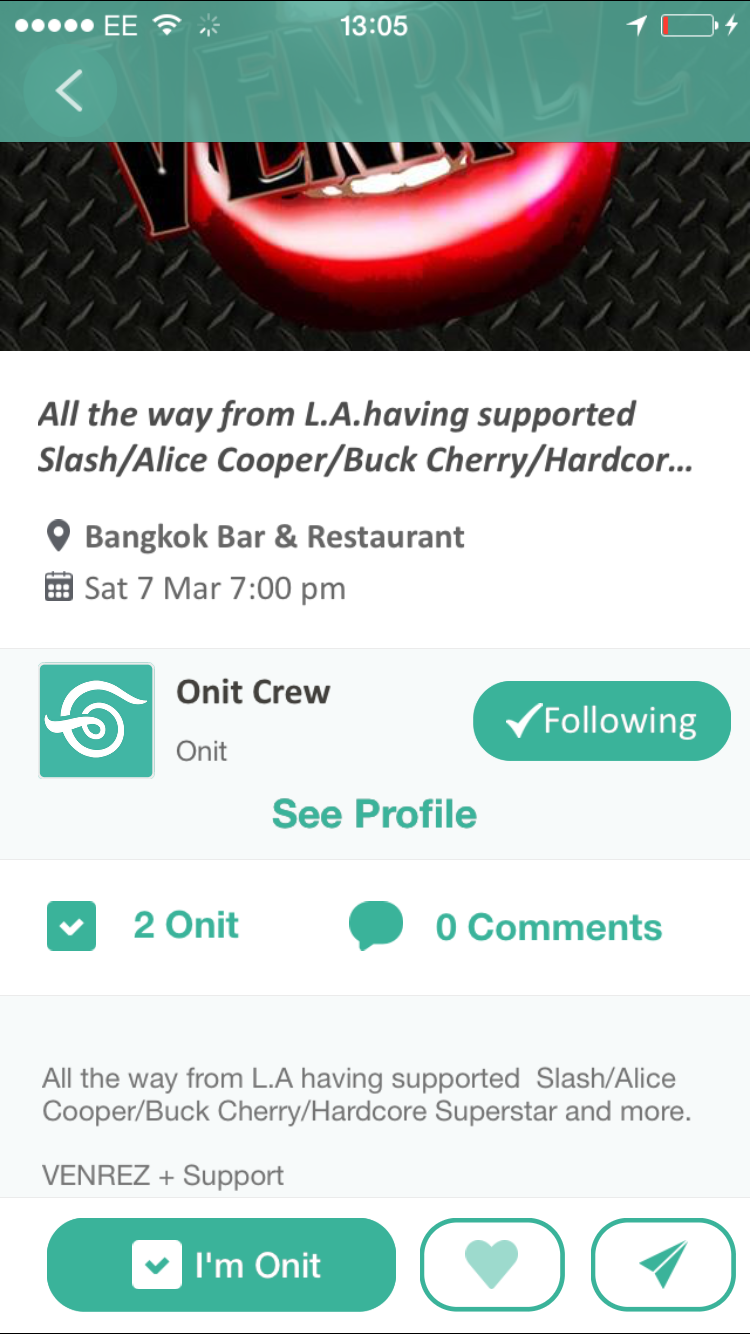 EE 13:05
VENREZ
All the way from L.A.having supported
Slash/Alice Cooper/Buck Cherry/Hardcor...
Bangkok Bar & Restaurant
Sat 7 Mar 7:00 pm
Onit Crew
Following
Onit
See Profile
2 Onit 0 Comments
All the way from L.A having supported  Slash/Alice
Cooper/Buck Cherry/Hardcore Superstar and more.
VENREZ + Support
I'm Onit